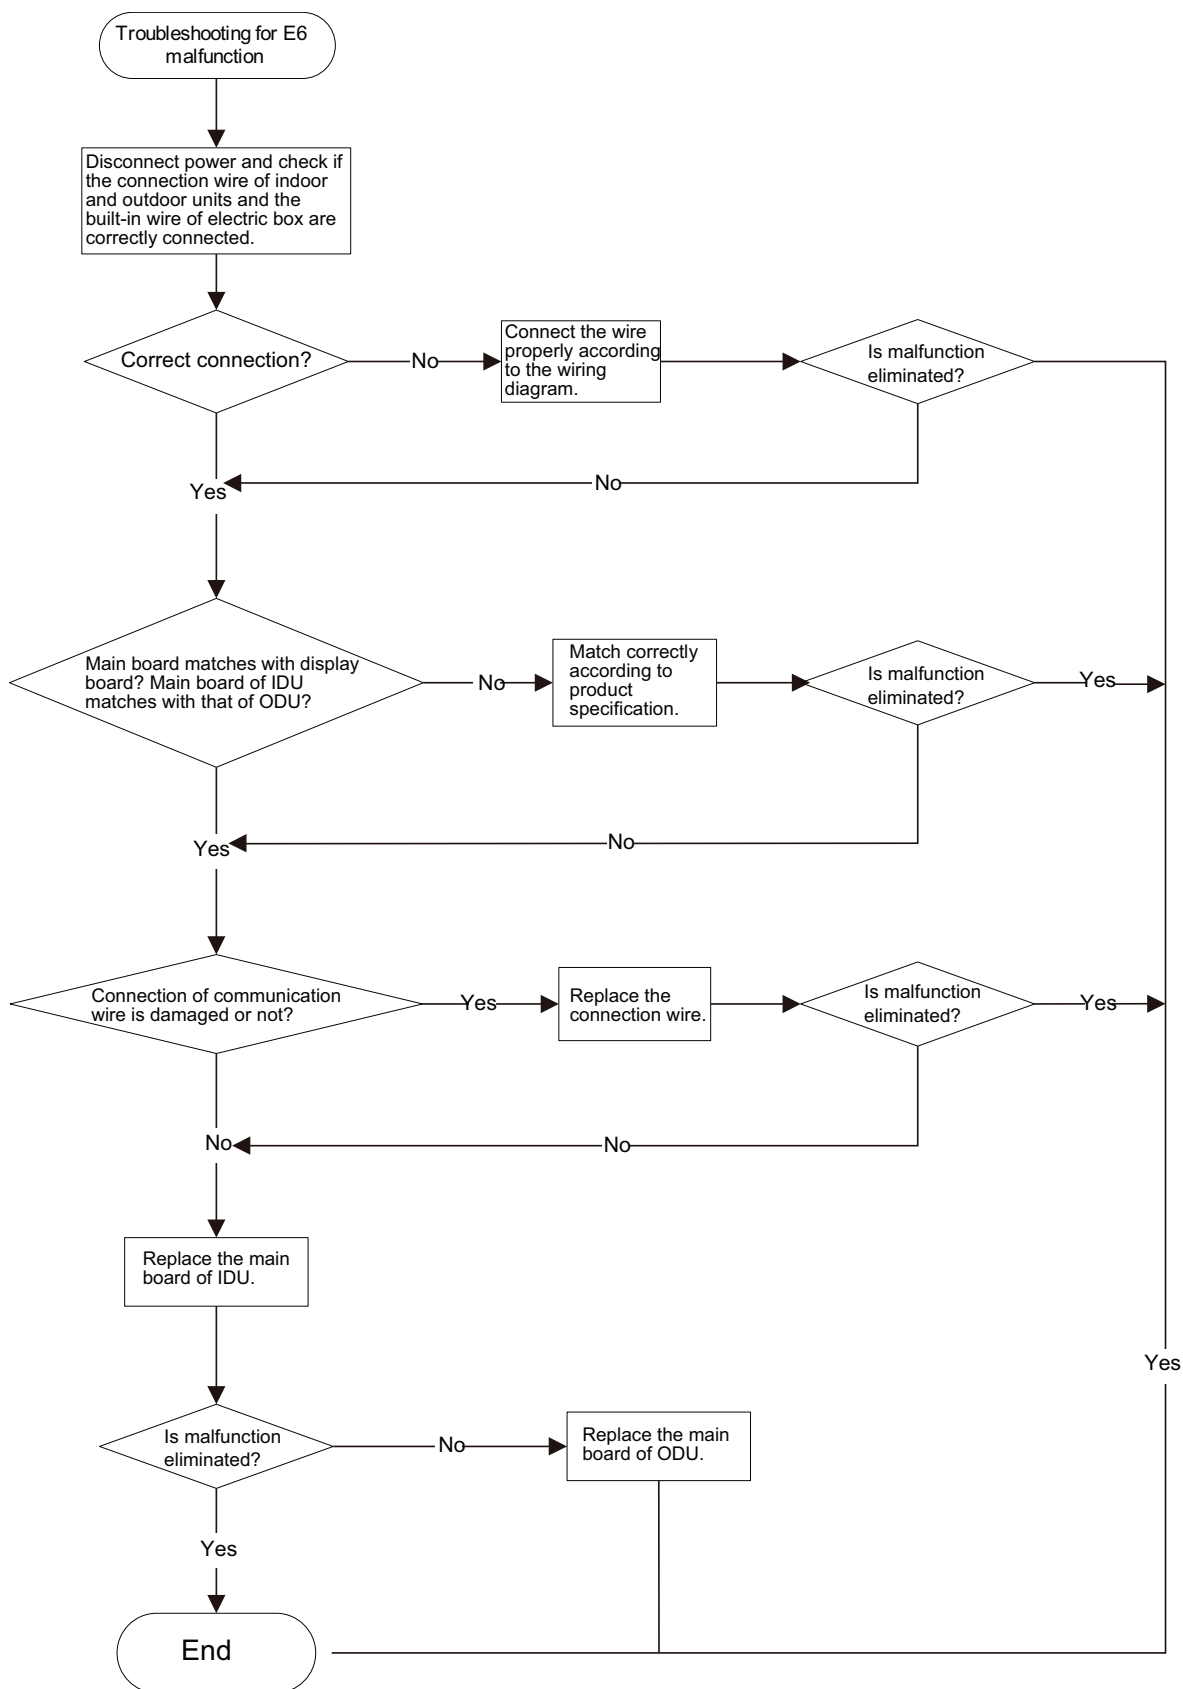 Troubleshooting for E6
malfunction
Disconnect power and check if
the connection wire of indoor
and outdoor units and the
built-in wire of electric box are
correctly connected.
Correct connection?
No
Connect the wire
properly according
to the wiring
diagram.
Is malfunction
eliminated?
No
Yes
Main board matches with display
board? Main board of IDU
matches with that of ODU?
No
Match correctly
according to
product
specification.
Is malfunction
eliminated?
Yes
No
Yes
Connection of communication
wire is damaged or not?
Yes
Replace the
connection wire.
Is malfunction
eliminated?
Yes
No
No
Replace the main
board of IDU.
Yes
Is malfunction
eliminated?
No
Replace the main
board of ODU.
Yes
End